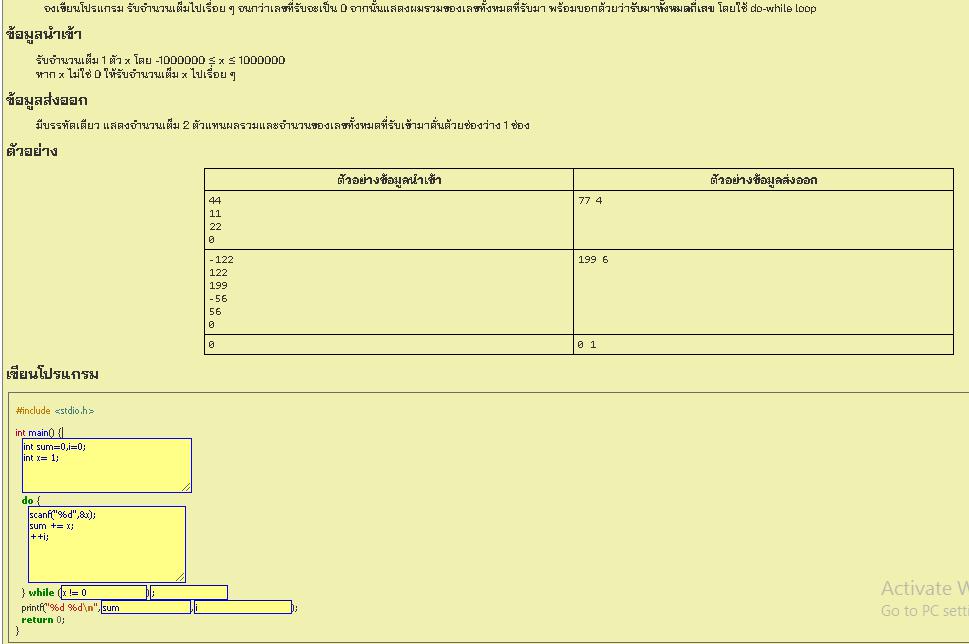 จงเขียนโปรแกรม รับจำนวนเต็มไปเรื่อย ๆ จนกว่าเลขที่รับจะเป็น 0 จากนั้นแสดงผมรวมของเลขทั้งหมดที่รับมา พร้อมบอกด้วยว่ารับมาทั้งหมดกี่เลข โดยใช้ do-while loop
ข้อมูลนำเข้า
รับจำนวนเต็ม 1 ตัว x โดย -1000000 ≤ x ≤ 1000000
หาก x ไม่ใช่ 0 ให้รับจำนวนเต็ม x ไปเรื่อย ๆ
ข้อมูลส่งออก
มีบรรทัดเดียว แสดงจำนวนเต็ม 2 ตัวแทนผลรวมและจำนวนของเลขทั้งหมดที่รับเข้ามาคั่นด้วยช่องว่าง 1 ช่อง
ตัวอย่าง
ตัวอย่างข้อมูลนำเข้า ตัวอย่างข้อมูลส่งออก
44 77 4
11
22
0
-122 199 6
122
199
-56
56
0
0 0 1
เขียนโปรแกรม
#include <stdio.h>
int main() {
int sum=0,i=0;
int x= 1;
do {
scanf("%d",&x);
sum += x;
++i;
} while (x != 0 ) ;
printf("%d %d\n", sum , i );
return 0;
}
Activate W
Go to PC setti